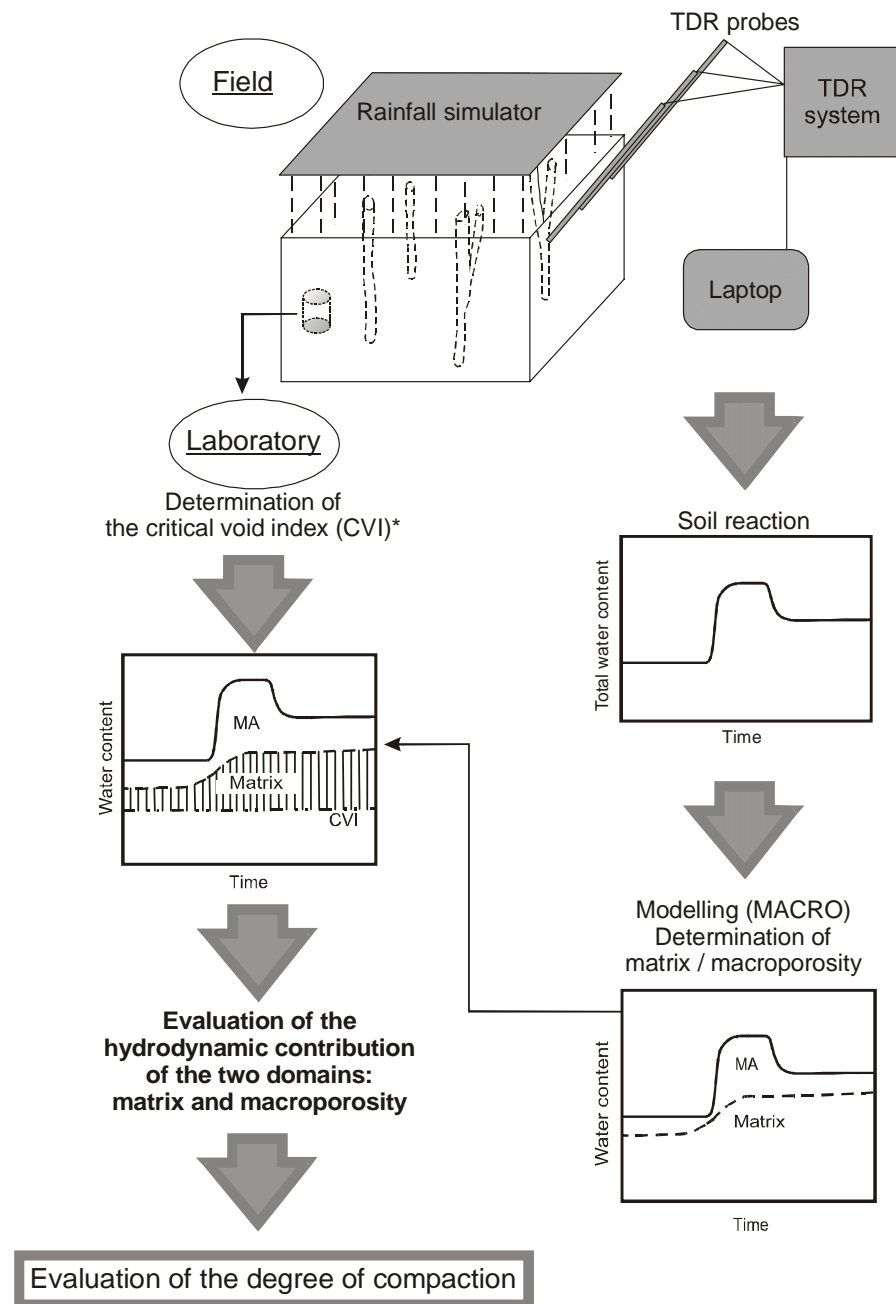 TDR probes
Field
Rainfall simulator
TDR
system
Laptop
Laboratory
Determination of
the critical void index (CVI)*
Soil reaction
Total water content
Time
Water content
MA
Matrix
CVI
Time
Modelling (MACRO)
Determination of
matrix / macroporosity
Water content
MA
Matrix
Time
Evaluation of the
hydrodynamic contribution
of the two domains:
matrix and macroporosity
Evaluation of the degree of compaction